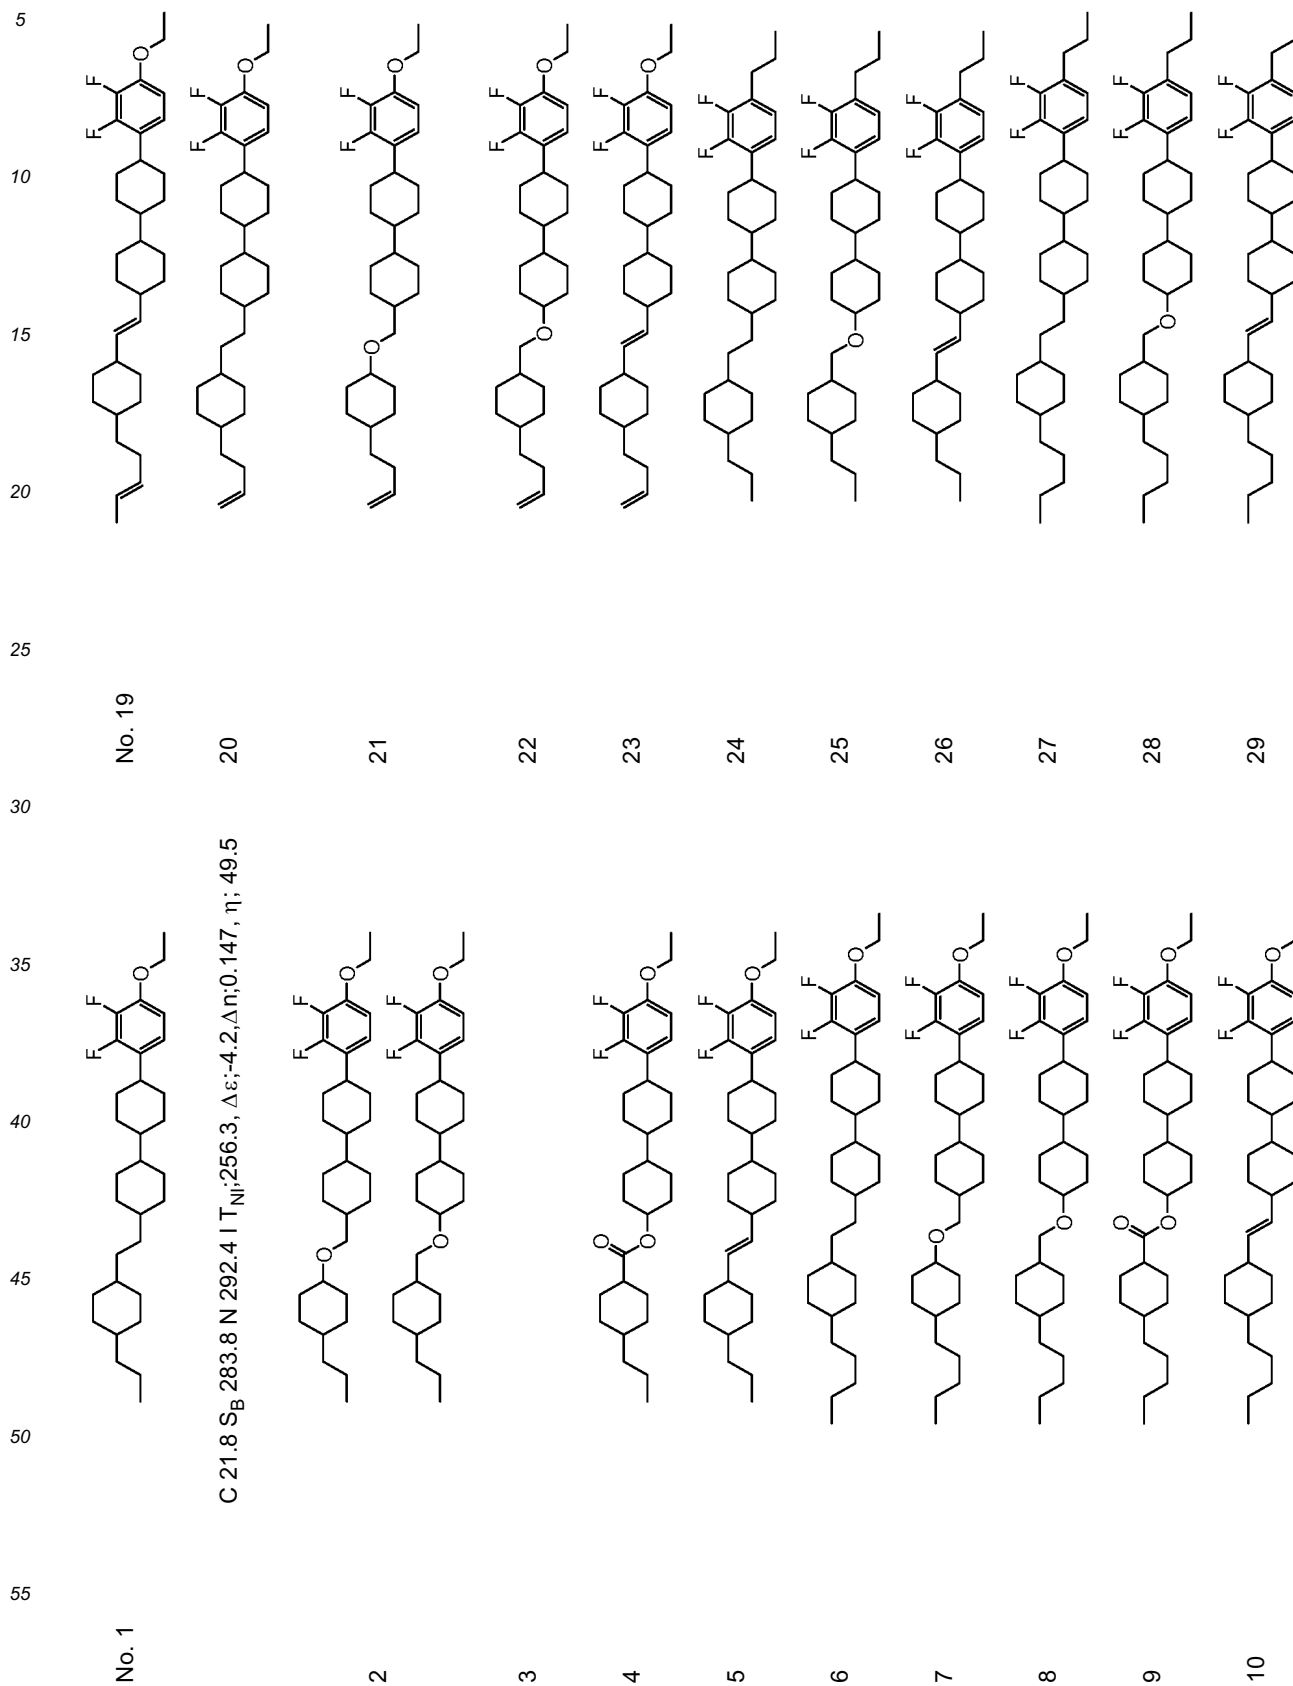 5
10
15
20
25
30
35
40
45
50
55
No. 1
F F O
C 21.8 S_B 283.8 N 292.4 I T_NI;256.3, Δε;-4.2,Δn;0.147, η; 49.5
2
O F F O
3
O F F O
4
O O F F O
5
F F O
6
F F O
7
O F F O
8
O F F O
9
O O F F O
10
F F O
No. 19
F F O
20
F F O
21
O F F O
22
O F F O
23
F F O
24
F F
25
O F F
26
F F
27
F F
28
O F F
29
F F